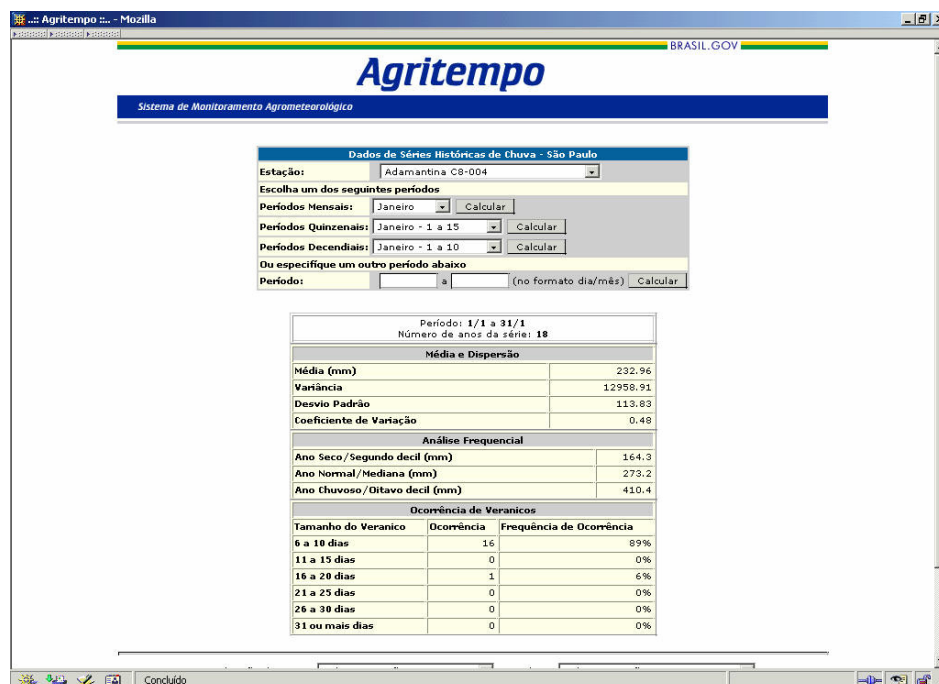 ..:: Agritempo ::.. - Mozilla
BRASIL.GOV
Agritempo
Sistema de Monitoramento Agrometeorológico
Dados de Séries Históricas de Chuva - São Paulo
Estação: Adamantina C8-004
Escolha um dos seguintes períodos
Períodos Mensais: Janeiro Calcular
Períodos Quinzenais: Janeiro - 1 a 15 Calcular
Períodos Decendiais: Janeiro - 1 a 10 Calcular
Ou especifique um outro período abaixo
Período: a (no formato dia/mês) Calcular
Período: 1/1 a 31/1
Número de anos da série: 18
Média e Dispersão
Média (mm) 232.96
Variância 12958.91
Desvio Padrão 113.83
Coeficiente de Variação 0.48
Análise Frequencial
Ano Seco/Segundo decil (mm) 164.3
Ano Normal/Mediana (mm) 273.2
Ano Chuvoso/Oitavo decil (mm) 410.4
Ocorrência de Veranicos
Tamanho do Veranico Ocorrência Frequência de Ocorrência
6 a 10 dias 16 89%
11 a 15 dias 0 0%
16 a 20 dias 1 6%
21 a 25 dias 0 0%
26 a 30 dias 0 0%
31 ou mais dias 0 0%
Concluído